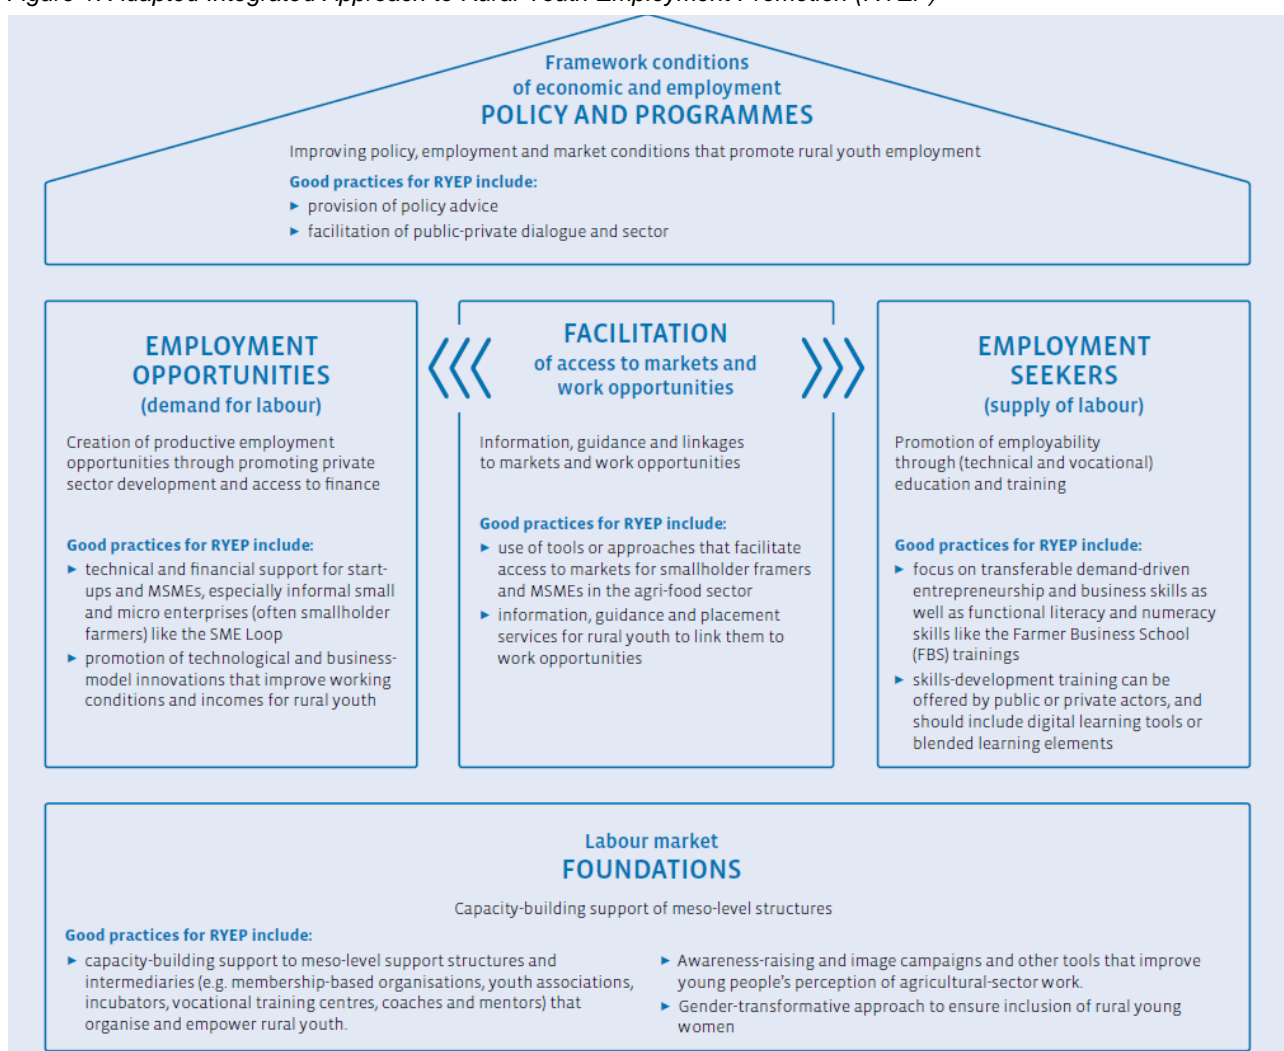 Figure 1: Adapted Integrated Approach to Rural Youth Employment Promotion (RYEP)
Framework conditions
of economic and employment
POLICY AND PROGRAMMES
Improving policy, employment and market conditions that promote rural youth employment
Good practices for RYEP include:
► provision of policy advice
► facilitation of public-private dialogue and sector
EMPLOYMENT
OPPORTUNITIES
(demand for labour)
Creation of productive employment
opportunities through promoting private
sector development and access to finance
Good practices for RYEP include:
► technical and financial support for start-
ups and MSMEs, especially informal small
and micro enterprises (often smallholder
farmers) like the SME Loop
► promotion of technological and business-
model innovations that improve working
conditions and incomes for rural youth
FACILITATION
of access to markets and
work opportunities
Information, guidance and linkages
to markets and work opportunities
Good practices for RYEP include:
► use of tools or approaches that facilitate
access to markets for smallholder framers
and MSMEs in the agri-food sector
► information, guidance and placement
services for rural youth to link them to
work opportunities
EMPLOYMENT
SEEKERS
(supply of labour)
Promotion of employability
through (technical and vocational)
education and training
Good practices for RYEP include:
► focus on transferable demand-driven
entrepreneurship and business skills as
well as functional literacy and numeracy
skills like the Farmer Business School
(FBS) trainings
► skills-development training can be
offered by public or private actors, and
should include digital learning tools or
blended learning elements
Labour market
FOUNDATIONS
Capacity-building support of meso-level structures
Good practices for RYEP include:
► capacity-building support to meso-level support structures and
intermediaries (e.g. membership-based organisations, youth associations,
incubators, vocational training centres, coaches and mentors) that
organise and empower rural youth.
► Awareness-raising and image campaigns and other tools that improve
young people's perception of agricultural-sector work.
► Gender-transformative approach to ensure inclusion of rural young
women